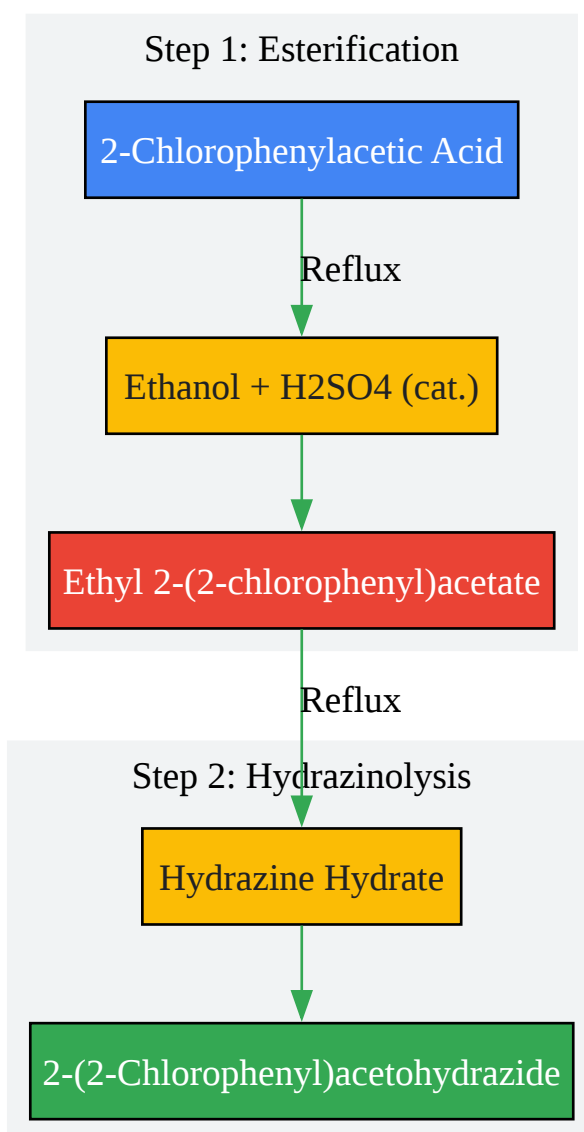 Step 1: Esterification
2-Chlorophenylacetic Acid
Reflux
Ethanol + H2SO4 (cat.)
Ethyl 2-(2-chlorophenyl)acetate
Reflux
Step 2: Hydrazinolysis
Hydrazine Hydrate
2-(2-Chlorophenyl)acetohydrazide